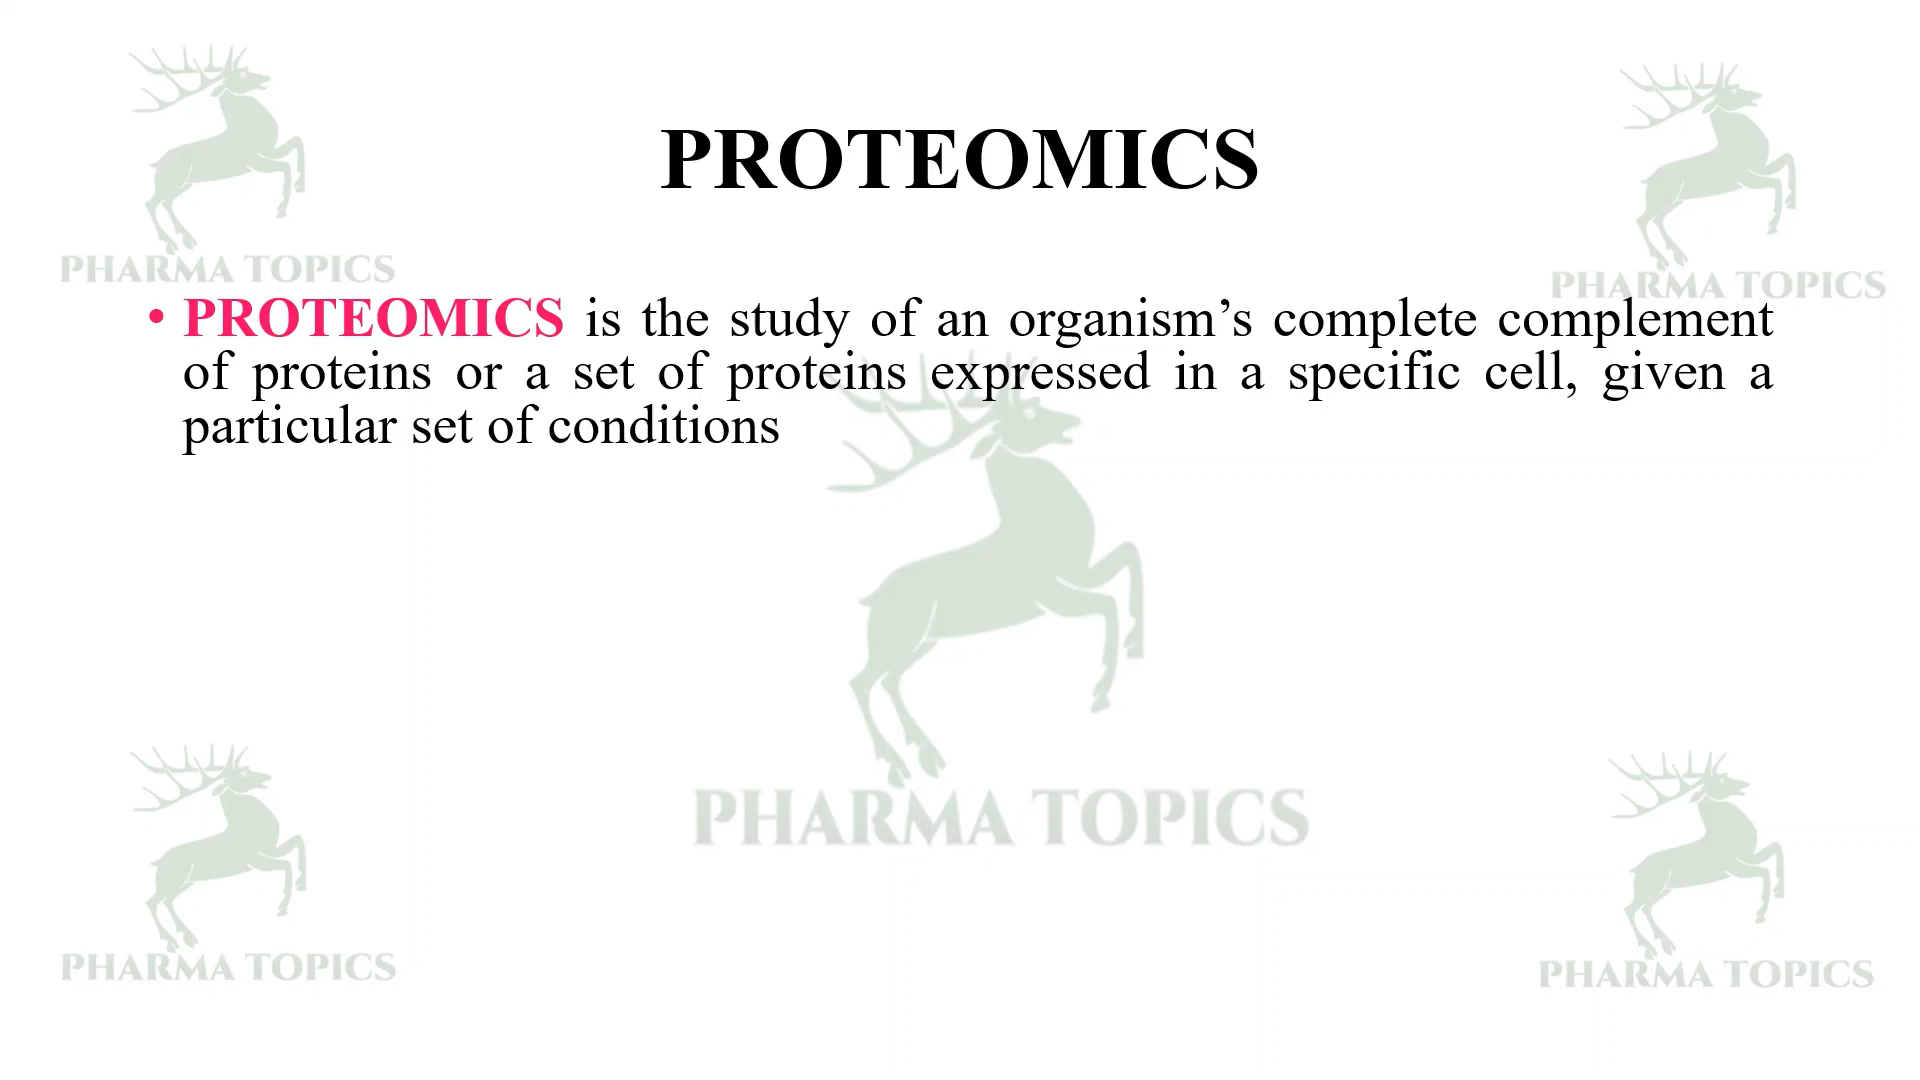 PROTEOMICS
PHARMA TOPICS
PHARMA TOPICS
• PROTEOMICS is the study of an organism’s complete complement
of proteins or a set of proteins expressed in a specific cell, given a
particular set of conditions
PHARMA TOPICS
PHARMA TOPICS
PHARMA TOPICS